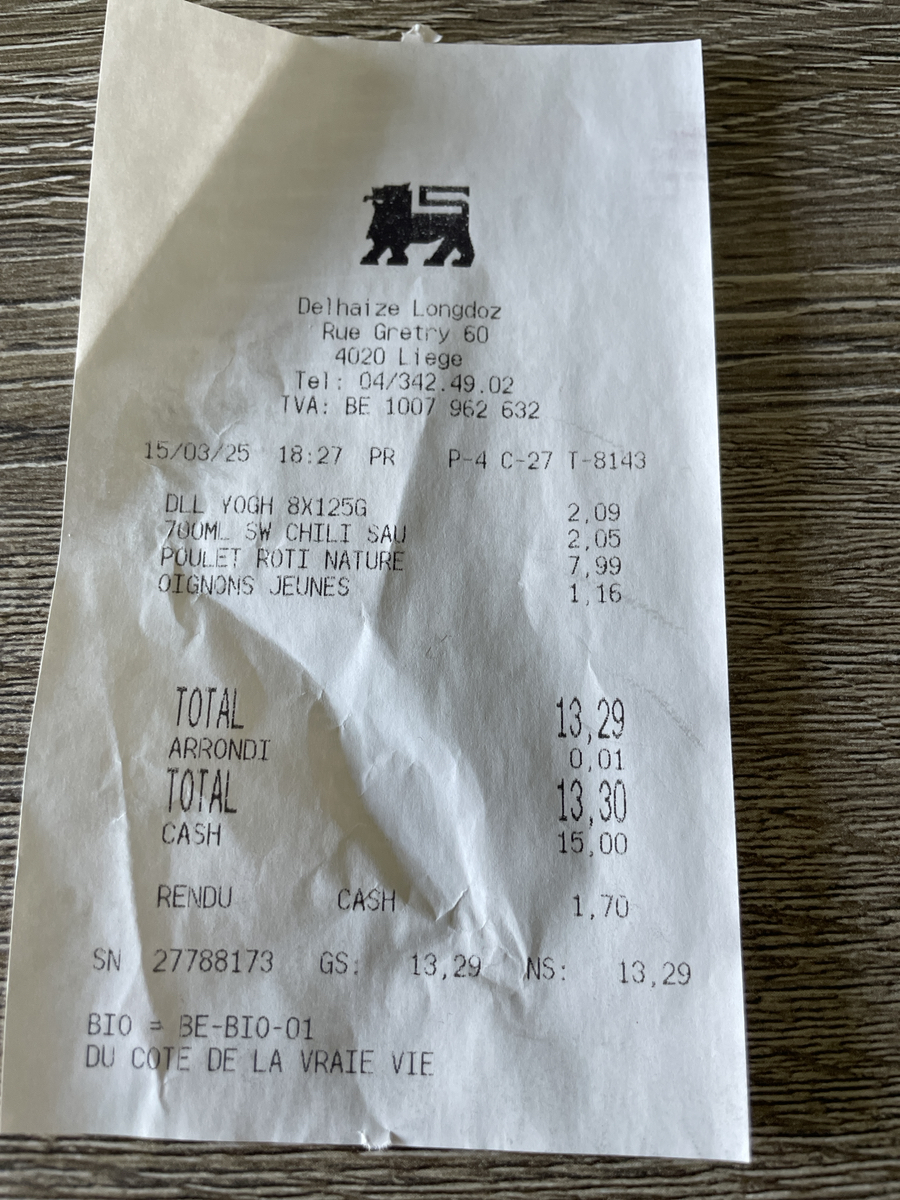 Delhaize Longdoz
Rue Gretry 60
4020 Liege
Tel: 04/342.49.02
TVA: BE 1007 962 632
15/03/25 18:27 PR P-4 C-27 T-8143
DLL YOGH 8X125G 2,09
700ML SW CHILI SAU 2,05
POULET ROTI NATURE 7,99
OIGNONS JEUNES 1,16
TOTAL 13,29
ARRONDI 0,01
TOTAL 13,30
CASH 15,00
RENDU CASH 1,70
SN 27788173 GS: 13,29 NS: 13,29
BIO = BE-BIO-01
DU COTE DE LA VRAIE VIE